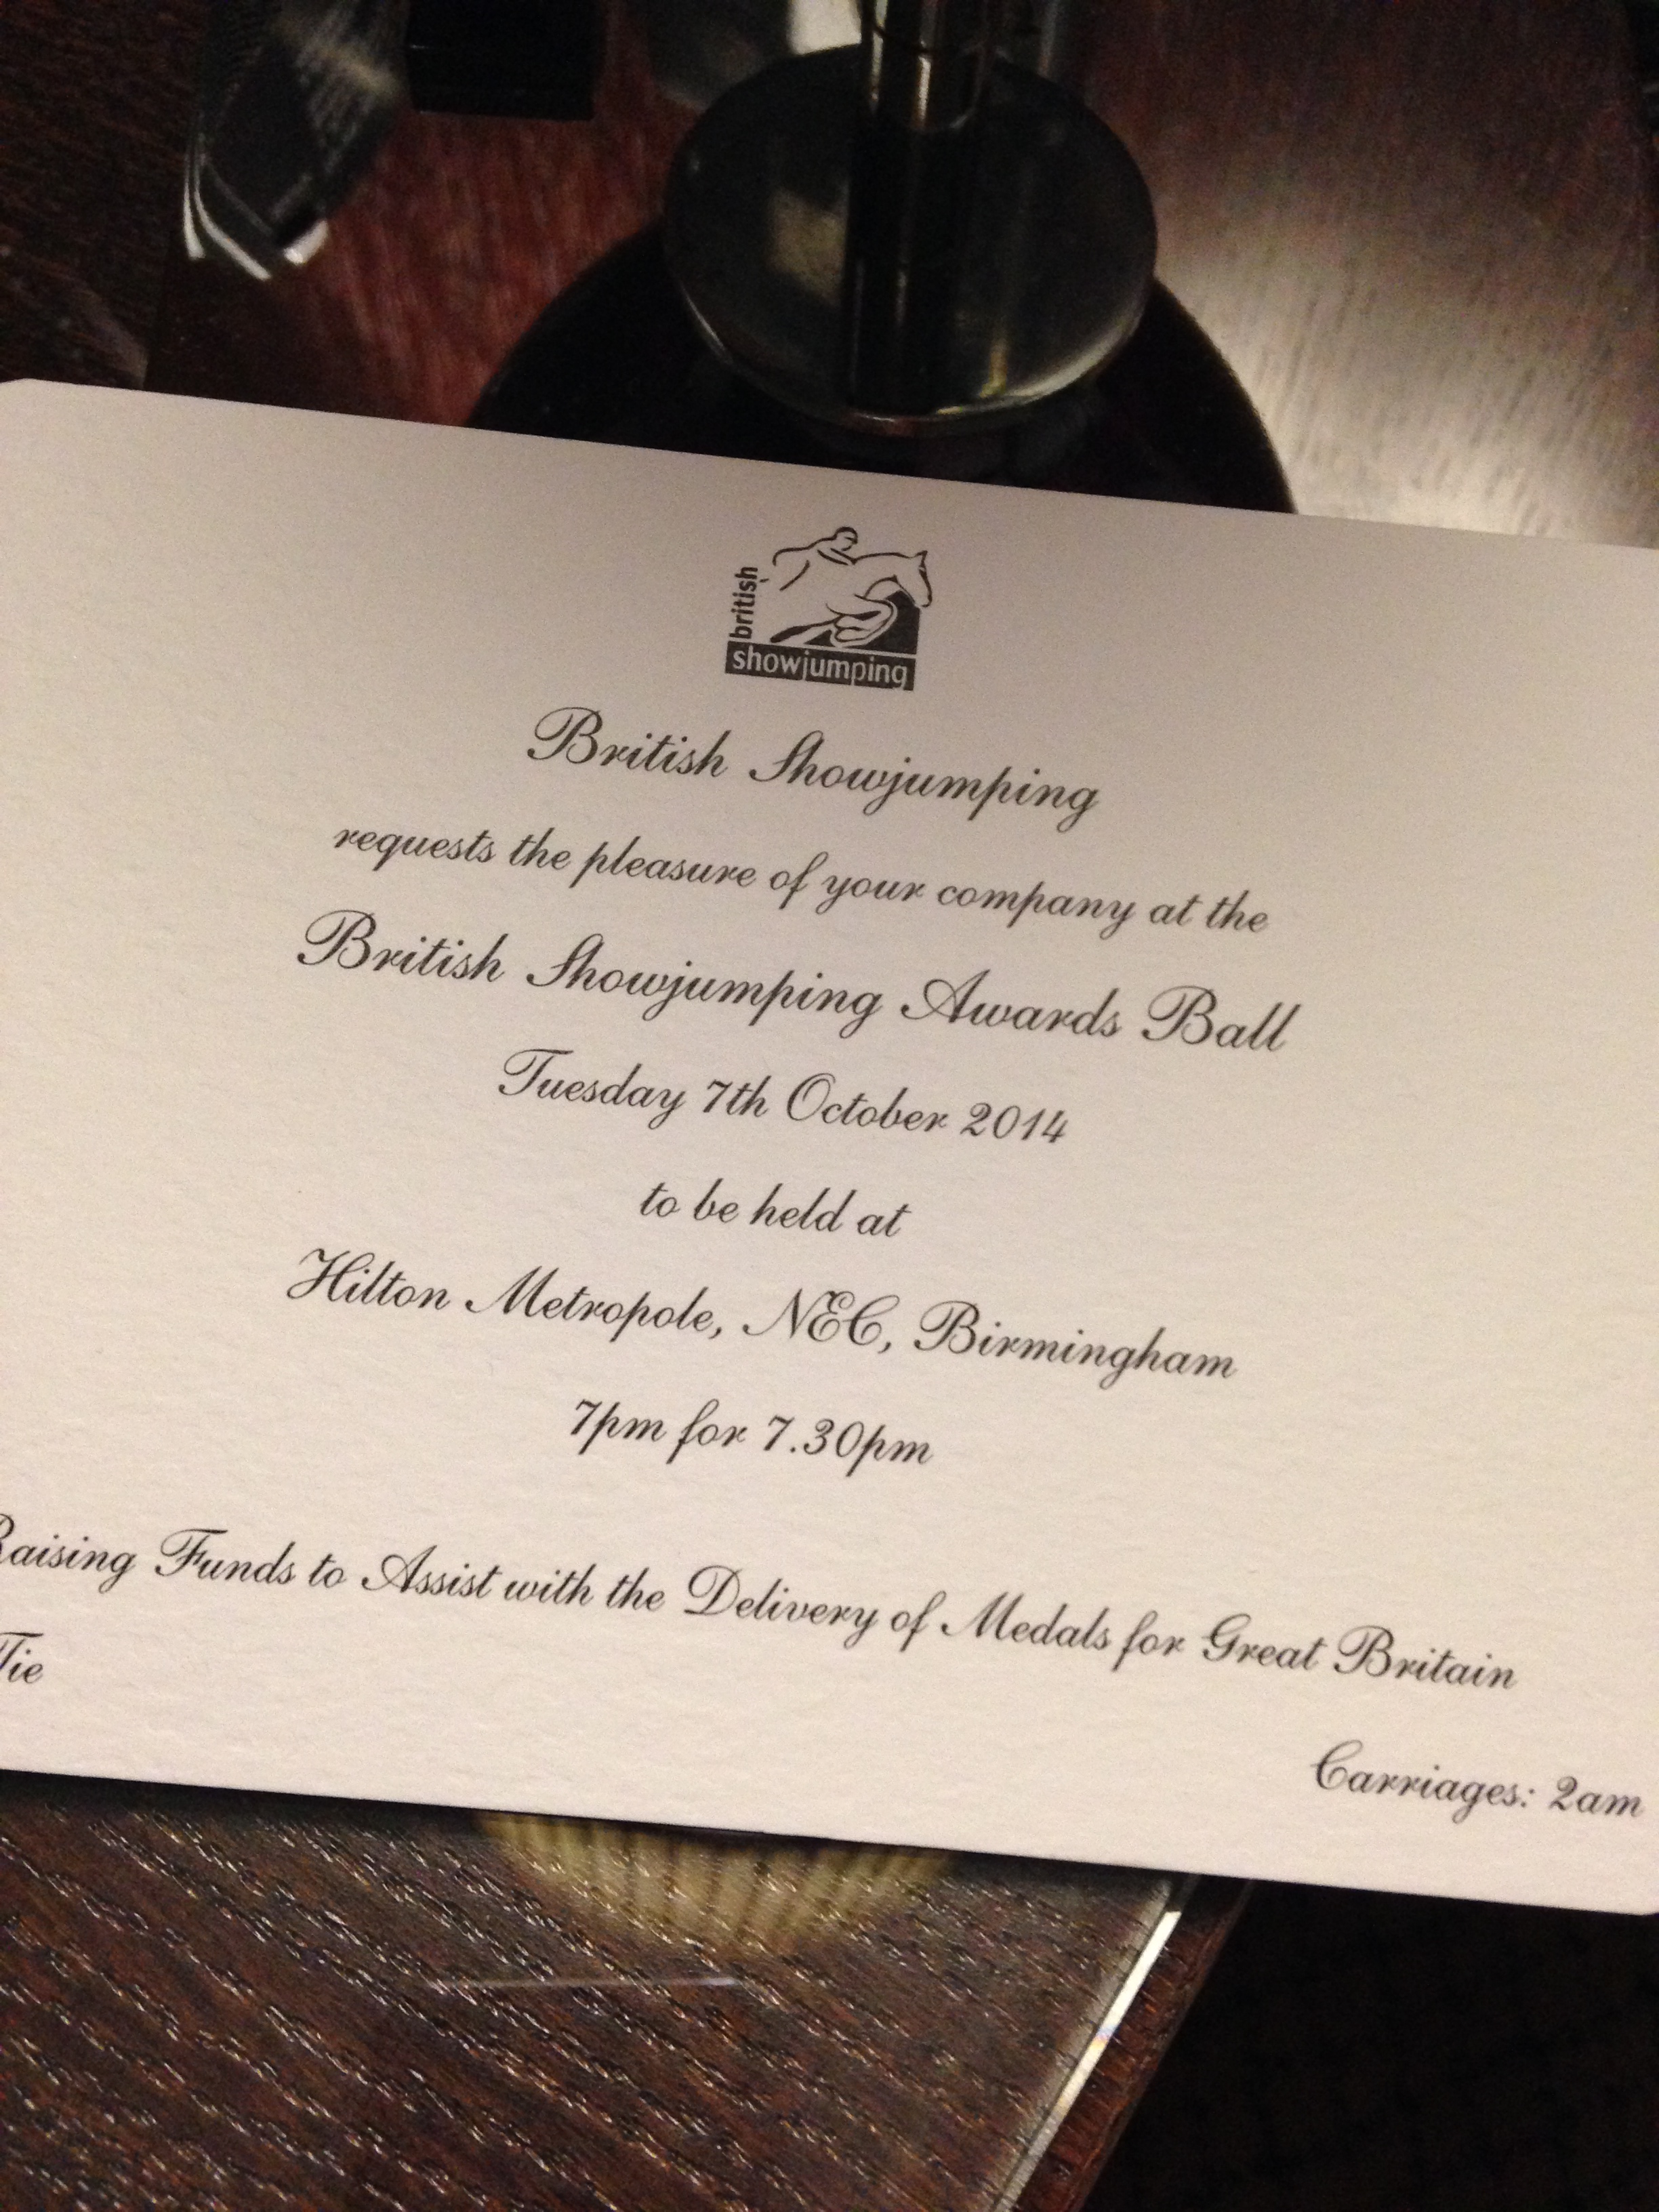 british
showjumping
British Showjumping
requests the pleasure of your company at the
British Showjumping Awards Ball
Tuesday 7th October 2014
to be held at
Hilton Metropole, NEC, Birmingham
7pm for 7.30pm
Raising Funds to Assist with the Delivery of Medals for Great Britain
Tie
Carriages: 2am